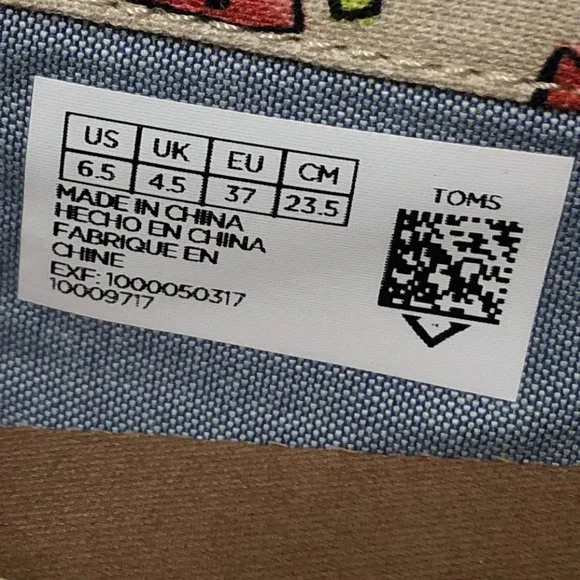 US UK EU CM
6.5 4.5 37 23.5
MADE IN CHINA
HECHO EN CHINA
FABRIQUE EN
CHINE
EXF: 1000050317
10009717
TOMS